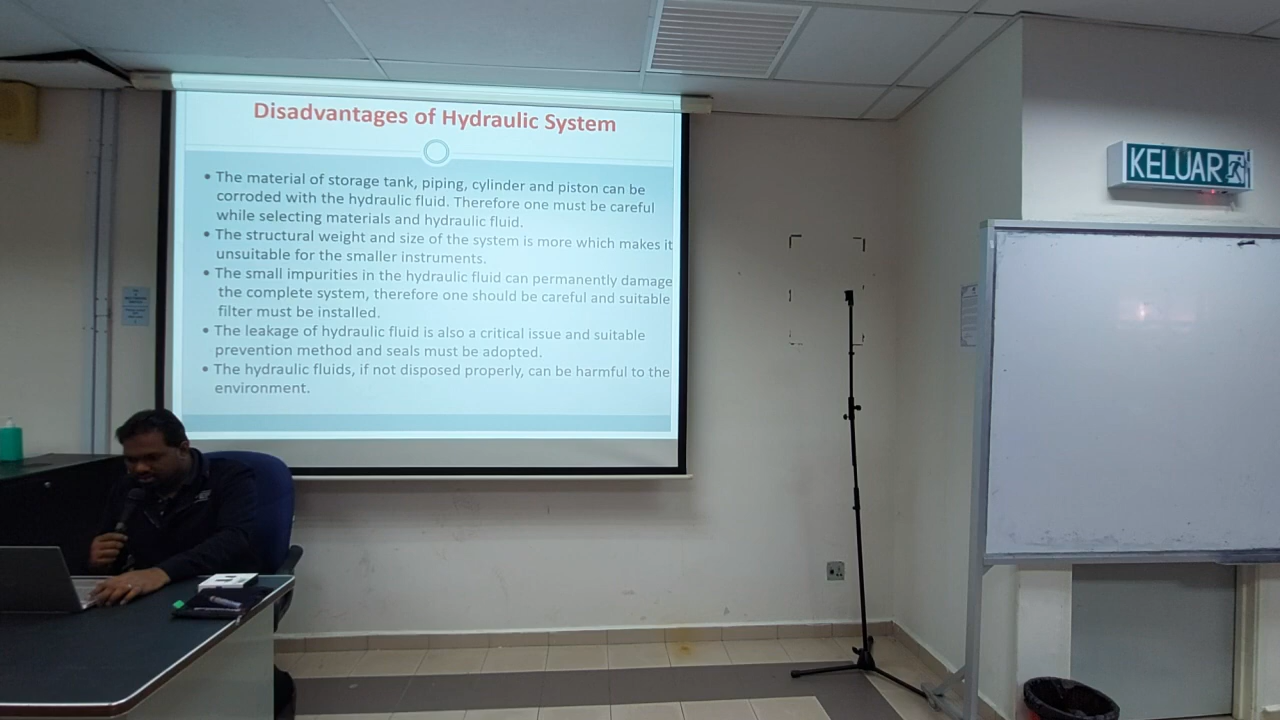 Disadvantages of Hydraulic System
• The material of storage tank, piping, cylinder and piston can be
corroded with the hydraulic fluid. Therefore one must be careful
while selecting materials and hydraulic fluid.
• The structural weight and size of the system is more which makes it
unsuitable for the smaller instruments.
• The small impurities in the hydraulic fluid can permanently damage
the complete system, therefore one should be careful and suitable
filter must be installed.
• The leakage of hydraulic fluid is also a critical issue and suitable
prevention method and seals must be adopted.
• The hydraulic fluids, if not disposed properly, can be harmful to the
environment.
KELUAR